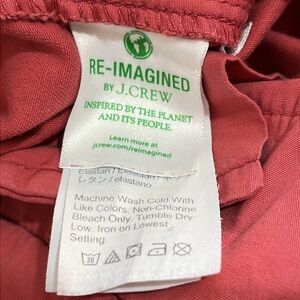 RE-IMAGINED
BY J.CREW
INSPIRED BY THE PLANET
AND ITS PEOPLE.
Learn more at
jcrew.com/reimagined
レタン / elastano
Machine Wash Cold With
Like Colors. Non-Chlorine
Bleach Only. Tumble Dry
Low. Iron on Lowest
Setting.
30